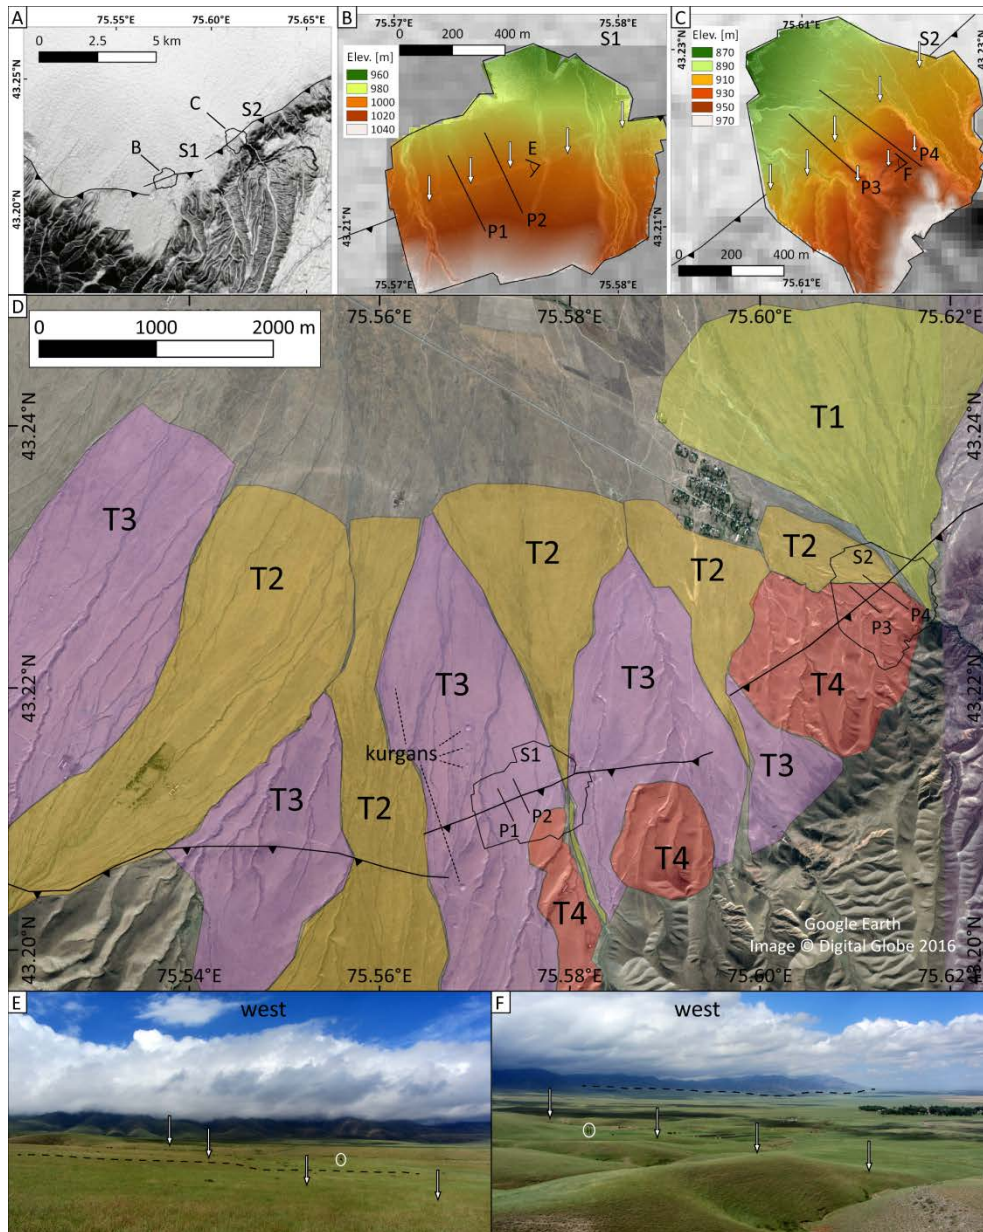 A
75.55°E
75.60°E
75.65°E
0
2.5
5 km
43.25°N
C
S2
B
S1
43.20°N
B
75.57°E
75.58°E
0
200
400 m
S1
Elev. [m]
960
980
1000
1020
1040
E
P2
P1
43.21°N
43.21°N
75.57°E
75.58°E
C
75.61°E
S2
43.23°N
43.23°N
Elev. [m]
870
890
910
930
950
970
P4
F
P3
0
200
400 m
75.61°E
D
75.56°E
75.58°E
75.60°E
75.62°E
0
1000
2000 m
43.24°N
43.24°N
T1
T3
T2
T2
T2
T2
S2
P4
P3
43.22°N
43.22°N
T3
T3
T4
kurgans
S1
T3
T2
T3
P1
P2
T4
T4
43.20°N
43.20°N
Google Earth
Image © Digital Globe 2016
75.54°E
75.56°E
75.58°E
75.60°E
75.62°E
E
west
F
west